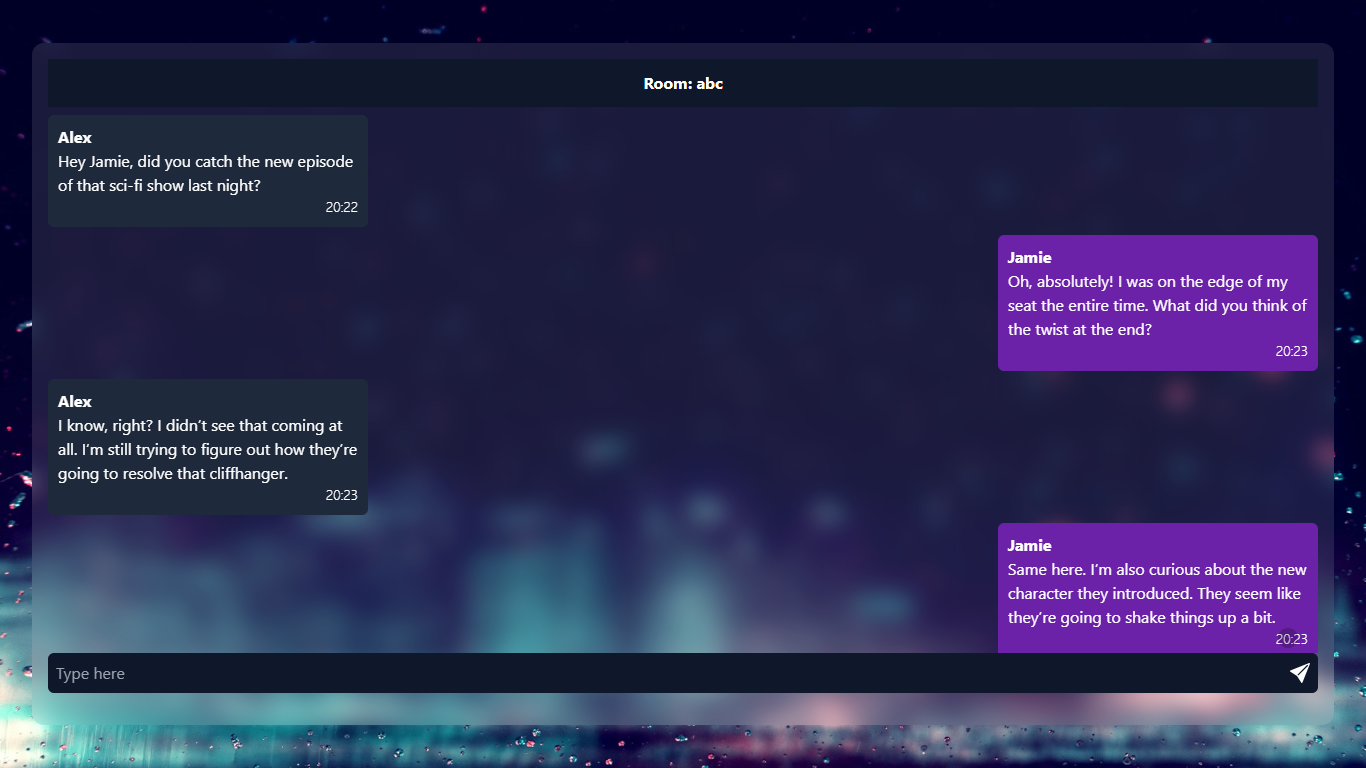 Room: abc
Alex
Hey Jamie, did you catch the new episode
of that sci-fi show last night?
20:22
Jamie
Oh, absolutely! I was on the edge of my
seat the entire time. What did you think of
the twist at the end?
20:23
Alex
I know, right? I didn’t see that coming at
all. I’m still trying to figure out how they’re
going to resolve that cliffhanger.
20:23
Jamie
Same here. I’m also curious about the new
character they introduced. They seem like
they’re going to shake things up a bit.
20:23
Type here